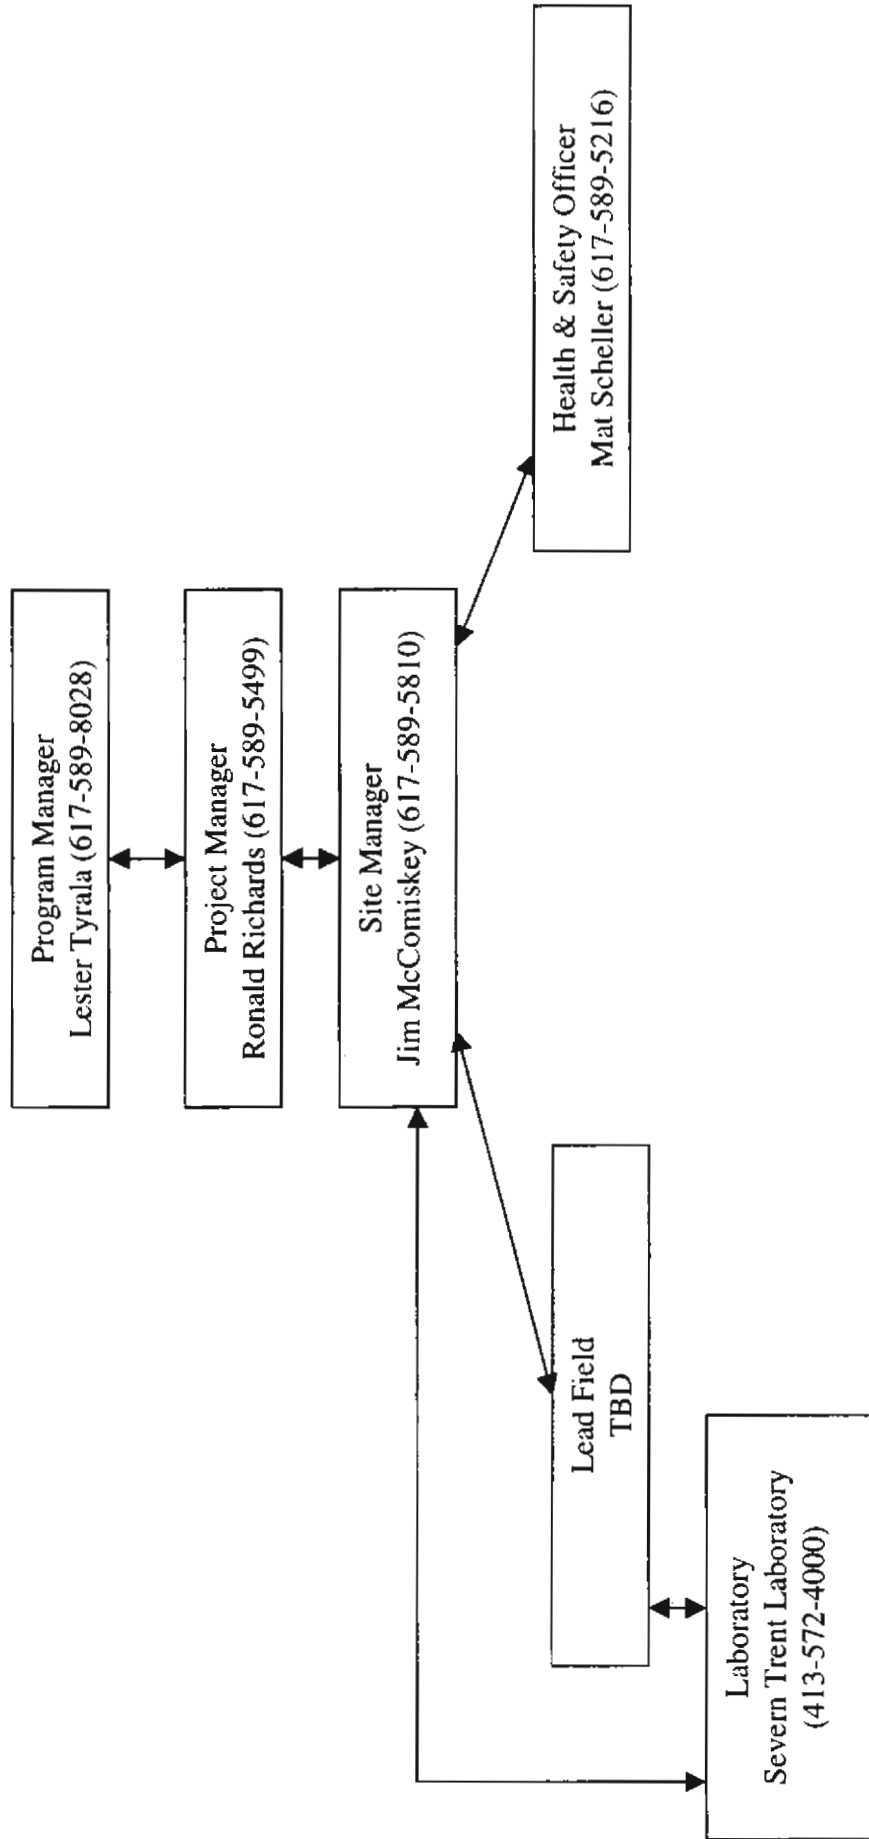 Program Manager
Lester Tyrala (617-589-8028)
Project Manager
Ronald Richards (617-589-5499)
Site Manager
Jim McComiskey (617-589-5810)
Health & Safety Officer
Mat Scheller (617-589-5216)
Lead Field
TBD
Laboratory
Severn Trent Laboratory
(413-572-4000)